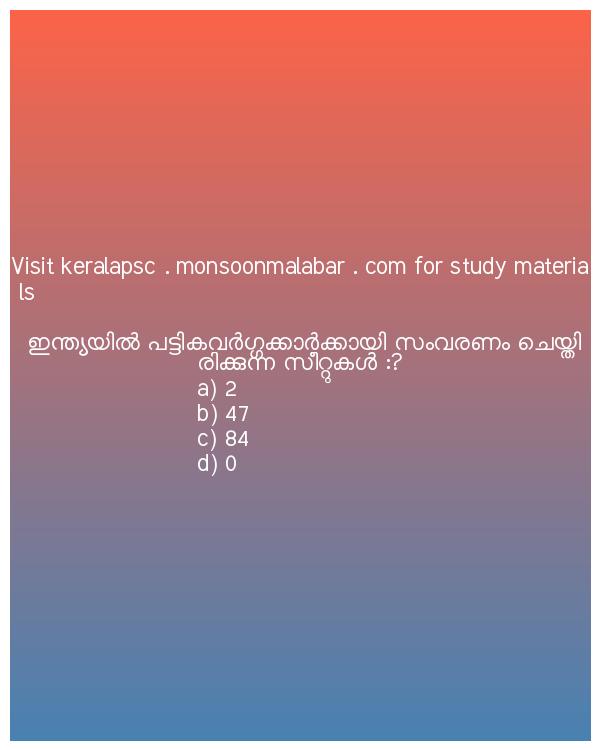 Visit keralapsc . monsoonmalabar . com for study materia
ls
ഇന്ത്യയിൽ പട്ടികവർഗ്ഗക്കാർക്കായി സംവരണം ചെയ്തി
രിക്കുന്ന സീറ്റുകൾ :?
a) 2
b) 47
c) 84
d) 0